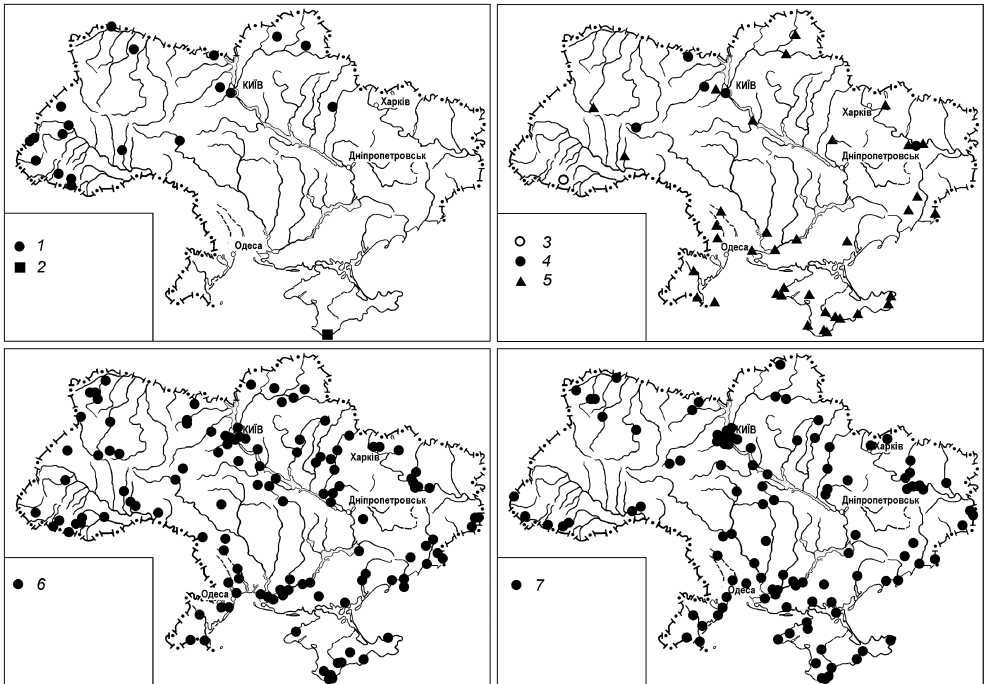 КИЇВ
Харків
Дніпропетровськ
Одеса
1
2
КИЇВ
Харків
Дніпропетровськ
Одеса
3
4
5
КИЇВ
Харків
Дніпропетровськ
Одеса
6
КИЇВ
Харків
Дніпропетровськ
Одеса
7